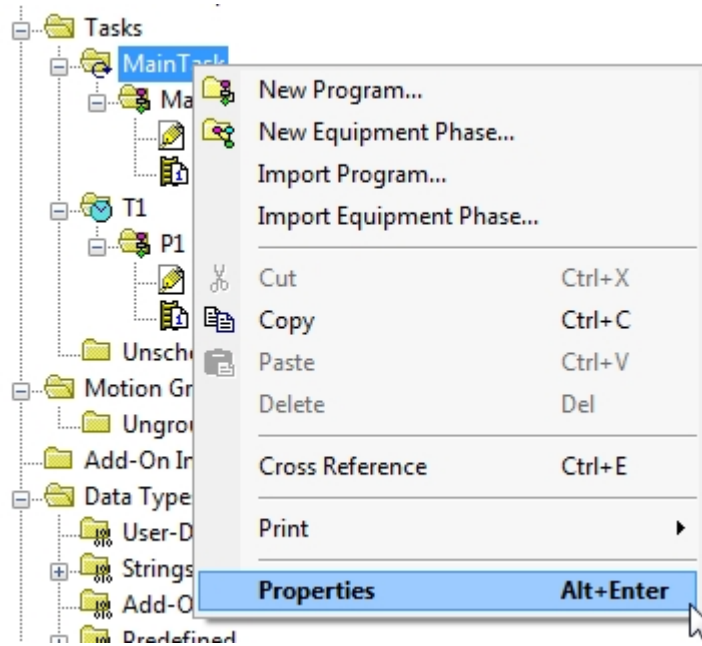 Tasks
MainTask
New Program...
Ma
New Equipment Phase...
Import Program...
T1
Import Equipment Phase...
P1
Cut Ctrl+X
Copy Ctrl+C
Unsch
Paste Ctrl+V
Motion Gr
Delete Del
Ungrou
Add-On In
Cross Reference Ctrl+E
Data Type
User-D
Print
Strings
Properties Alt+Enter
Add-O
Predefined